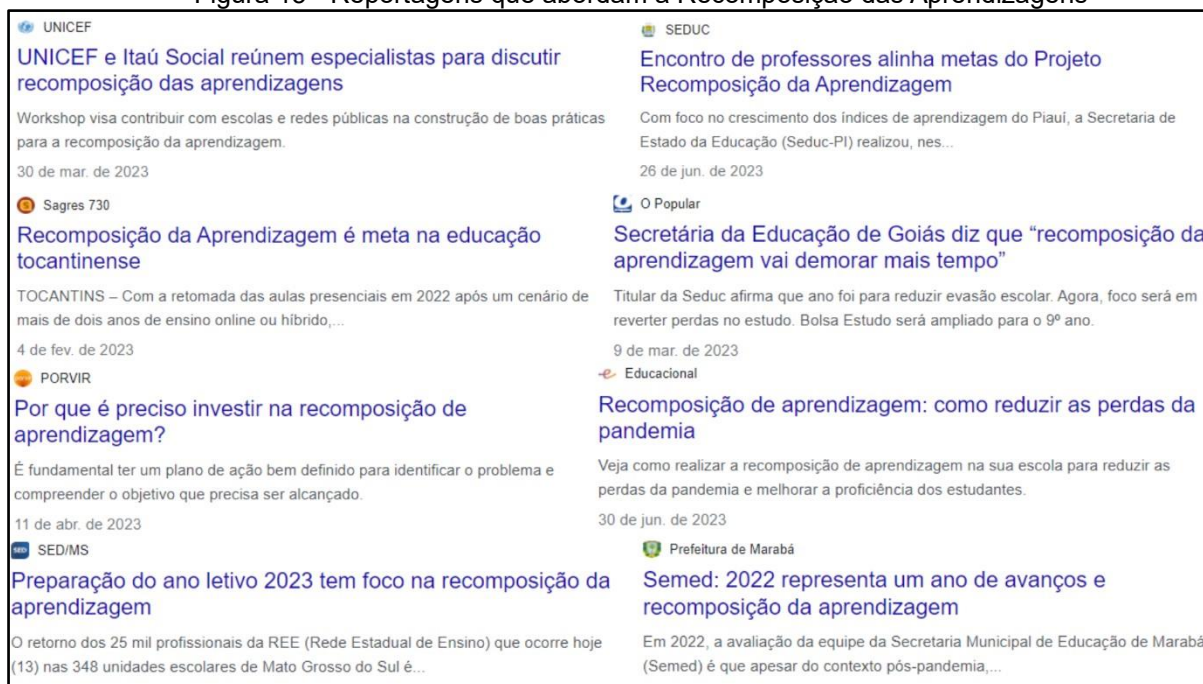 Figura 16 - Reportagens que abordam a Recomposição das Aprendizagens
UNICEF
UNICEF e Itaú Social reúnem especialistas para discutir
recomposição das aprendizagens
Workshop visa contribuir com escolas e redes públicas na construção de boas práticas
para a recomposição da aprendizagem.
30 de mar. de 2023
SEDUC
Encontro de professores alinha metas do Projeto
Recomposição da Aprendizagem
Com foco no crescimento dos índices de aprendizagem do Piauí, a Secretaria de
Estado da Educação (Seduc-PI) realizou, nes...
26 de jun. de 2023
Sagres 730
Recomposição da Aprendizagem é meta na educação
tocantinense
TOCANTINS – Com a retomada das aulas presenciais em 2022 após um cenário de
mais de dois anos de ensino online ou híbrido,...
4 de fev. de 2023
O Popular
Secretária da Educação de Goiás diz que “recomposição da
aprendizagem vai demorar mais tempo”
Titular da Seduc afirma que ano foi para reduzir evasão escolar. Agora, foco será em
reverter perdas no estudo. Bolsa Estudo será ampliado para o 9º ano.
9 de mar. de 2023
PORVIR
Por que é preciso investir na recomposição de
aprendizagem?
É fundamental ter um plano de ação bem definido para identificar o problema e
compreender o objetivo que precisa ser alcançado.
11 de abr. de 2023
Educacional
Recomposição de aprendizagem: como reduzir as perdas da
pandemia
Veja como realizar a recomposição de aprendizagem na sua escola para reduzir as
perdas da pandemia e melhorar a proficiência dos estudantes.
30 de jun. de 2023
SED
SED/MS
Preparação do ano letivo 2023 tem foco na recomposição da
aprendizagem
O retorno dos 25 mil profissionais da REE (Rede Estadual de Ensino) que ocorre hoje
(13) nas 348 unidades escolares de Mato Grosso do Sul é...
Prefeitura de Marabá
Semed: 2022 representa um ano de avanços e
recomposição da aprendizagem
Em 2022, a avaliação da equipe da Secretaria Municipal de Educação de Marabá
(Semed) é que apesar do contexto pós-pandemia,...